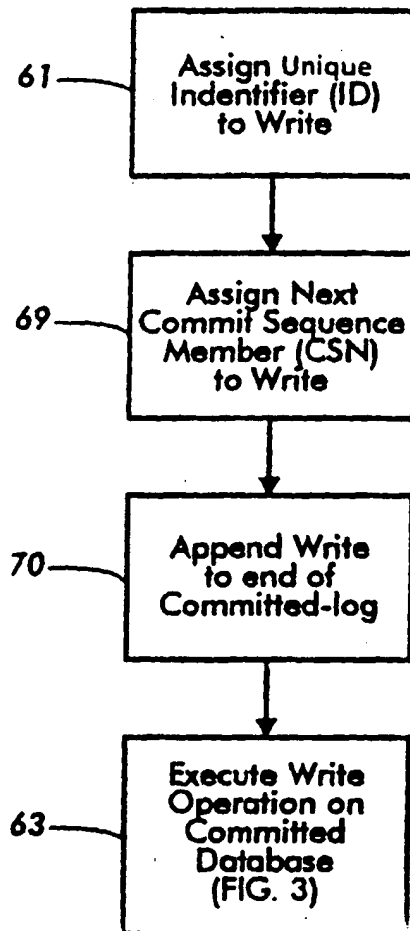 61
Assign Unique
Indentifier (ID)
to Write
69
Assign Next
Commit Sequence
Member (CSN)
to Write
70
Append Write
to end of
Committed-log
63
Execute Write
Operation on
Committed
Database
(FIG. 3)